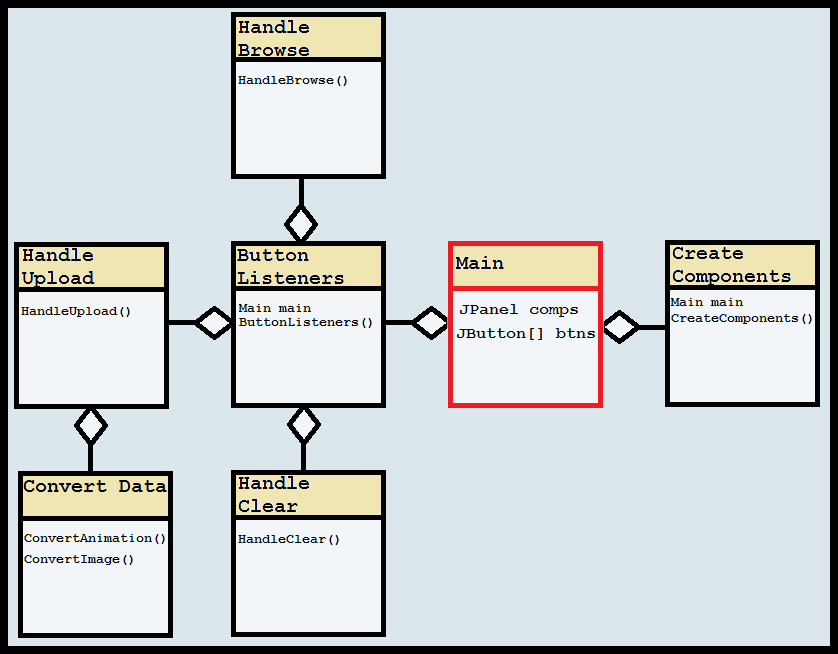 Handle
Browse
HandleBrowse()
Handle
Upload
HandleUpload()
Button
Listeners
Main main
ButtonListeners()
Main
JPanel comps
JButton[] btns
Create
Components
Main main
CreateComponents()
Convert Data
ConvertAnimation()
ConvertImage()
Handle
Clear
HandleClear()